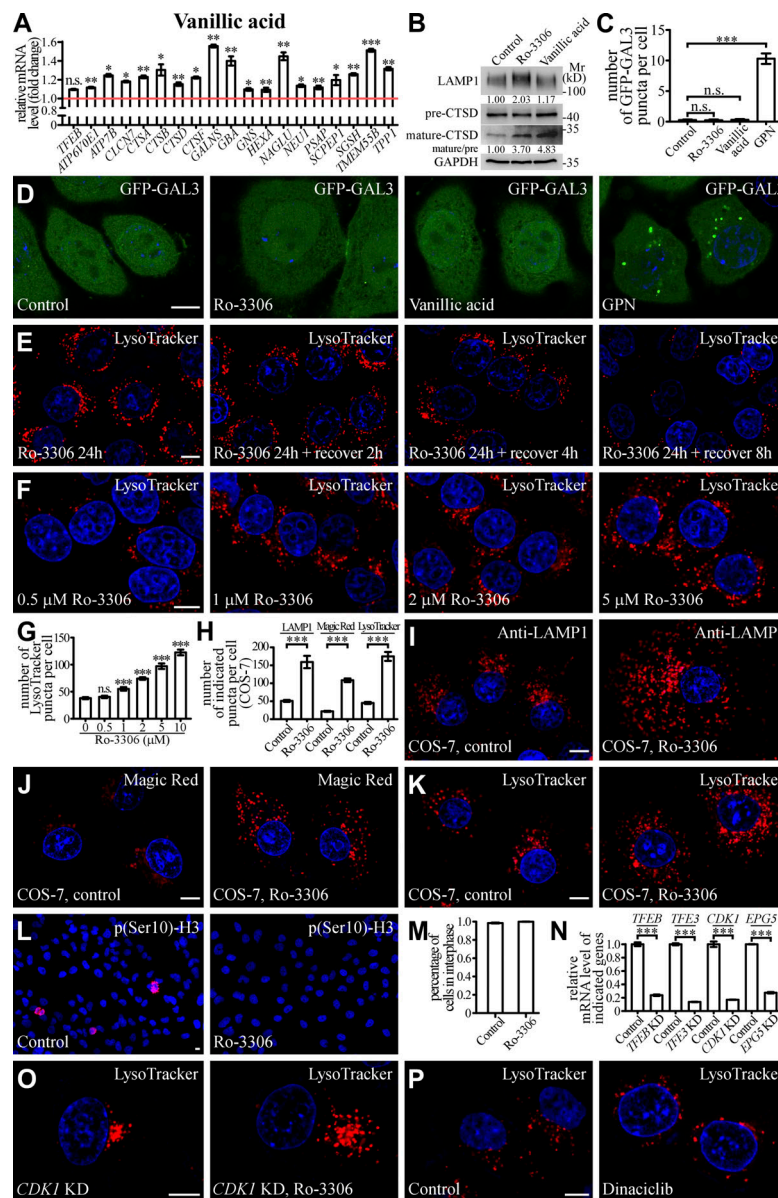 A
Vanillic acid
relative mRNA
level (fold change)
1.6
1.2
0.8
0.4
0
n.s. ** * * ** * ** * ** ** * ** ** * ** * ** *** **
TFEB
ATP6V0E1
ATP7B
CLCN7
CTSA
CTSB
CTSD
CTSF
GALNS
GBA
GNS
HEXA
NAGLU
NEU1
PSAP
SCPEP1
SGSH
TMEM55B
TPP1
B
Control
Ro-3306
Vanillic acid
Mr
(kD)
LAMP1
-100
1.00 2.03 1.17
pre-CTSD
-40
-35
mature-CTSD
mature/pre 1.00 3.70 4.83
GAPDH
-35
C
number
of GFP-GAL3
puncta per cell
15
10
5
0
***
n.s.
n.s.
Control
Ro-3306
Vanillic
acid
GPN
D
GFP-GAL3
Control
GFP-GAL3
Ro-3306
GFP-GAL3
Vanillic acid
GFP-GAL3
GPN
E
LysoTracker
Ro-3306 24h
LysoTracker
Ro-3306 24h + recover 2h
LysoTracker
Ro-3306 24h + recover 4h
LysoTracker
Ro-3306 24h + recover 8h
F
LysoTracker
0.5 μM Ro-3306
LysoTracker
1 μM Ro-3306
LysoTracker
2 μM Ro-3306
LysoTracker
5 μM Ro-3306
G
number of
LysoTracker
puncta per cell
150
100
50
0
n.s. *** *** *** ***
0 0.5 1 2 5 10
Ro-3306 (μM)
H
number of indicated
puncta per cell
(COS-7)
250
200
150
100
50
0
LAMP1 Magic Red LysoTracker
*** *** ***
Control
Ro-3306
Control
Ro-3306
Control
Ro-3306
I
Anti-LAMP1
COS-7, control
Anti-LAMP
COS-7, Ro-3306
J
Magic Red
COS-7, control
Magic Red
COS-7, Ro-3306
K
LysoTracker
COS-7, control
LysoTracker
COS-7, Ro-3306
L
p(Ser10)-H3
Control
p(Ser10)-H3
Ro-3306
M
percentage of
cells in interphase
1.0
0.8
0.6
0.4
0.2
0
Control
Ro-3306
N
relative
mRNA level of
indicated genes
1.0
0.8
0.6
0.4
0.2
0
TFEB TFE3 CDK1 EPG5
*** *** *** ***
Control
TFEB KD
Control
TFE3 KD
Control
CDK1 KD
Control
EPG5 KD
O
LysoTracker
CDK1 KD
LysoTracker
CDK1 KD, Ro-3306
P
LysoTracker
Control
LysoTracker
Dinaciclib